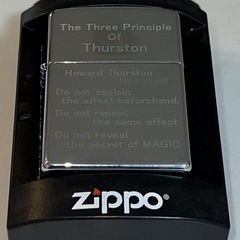 The Three Principle
Of
Thurston
Howard Thurston
Do not explain
the effect beforehand.
Do not repeat
the same effect.
Do not reveal
the secret of MAGIC
zippo®